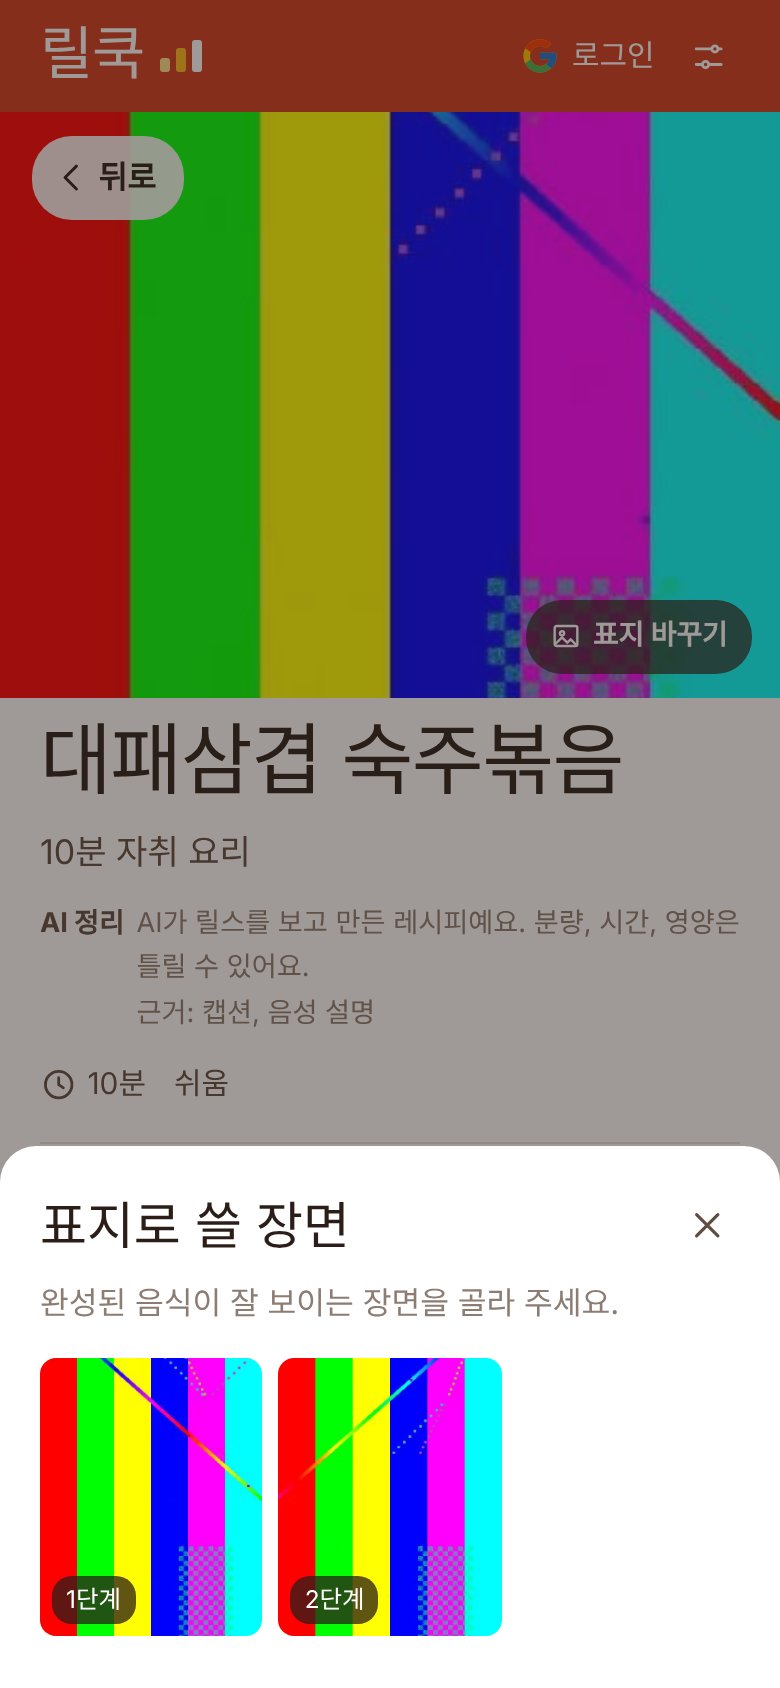 릴쿡
로그인
뒤로
표지 바꾸기
대패삼겹 숙주볶음
10분 자취 요리
AI 정리 AI가 릴스를 보고 만든 레시피예요. 분량, 시간, 영양은
틀릴 수 있어요.
근거: 캡션, 음성 설명
10분 쉬움
표지로 쓸 장면
완성된 음식이 잘 보이는 장면을 골라 주세요.
1단계
2단계